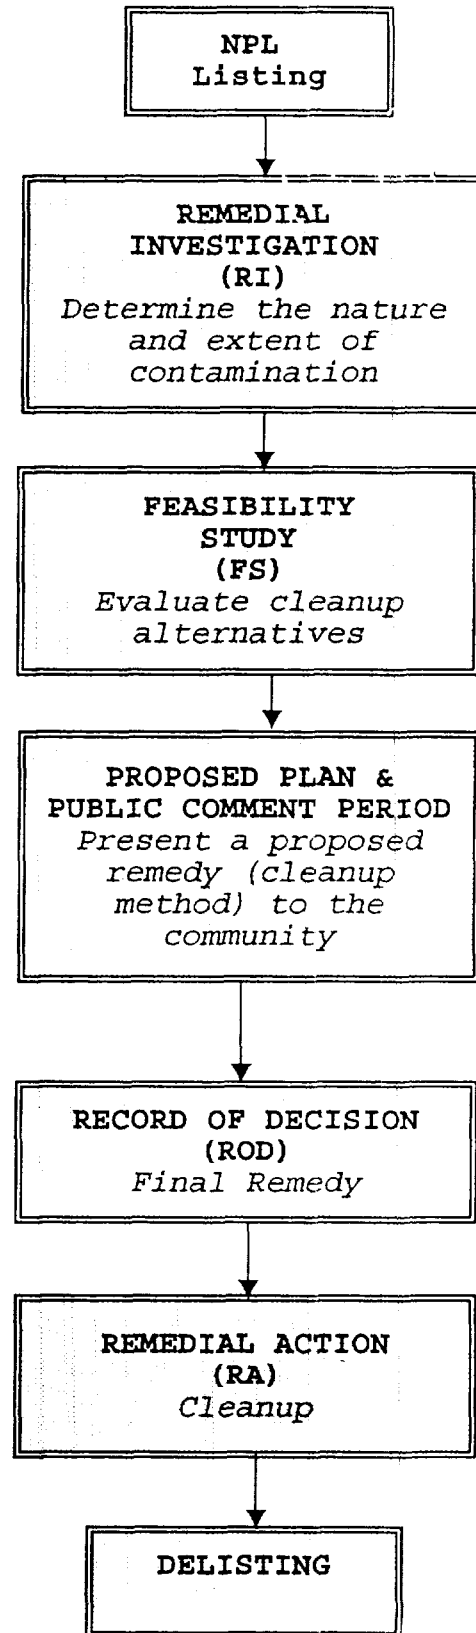 NPL
Listing
REMEDIAL
INVESTIGATION
(RI)
Determine the nature
and extent of
contamination
FEASIBILITY
STUDY
(FS)
Evaluate cleanup
alternatives
PROPOSED PLAN &
PUBLIC COMMENT PERIOD
Present a proposed
remedy (cleanup
method) to the
community
RECORD OF DECISION
(ROD)
Final Remedy
REMEDIAL ACTION
(RA)
Cleanup
DELISTING